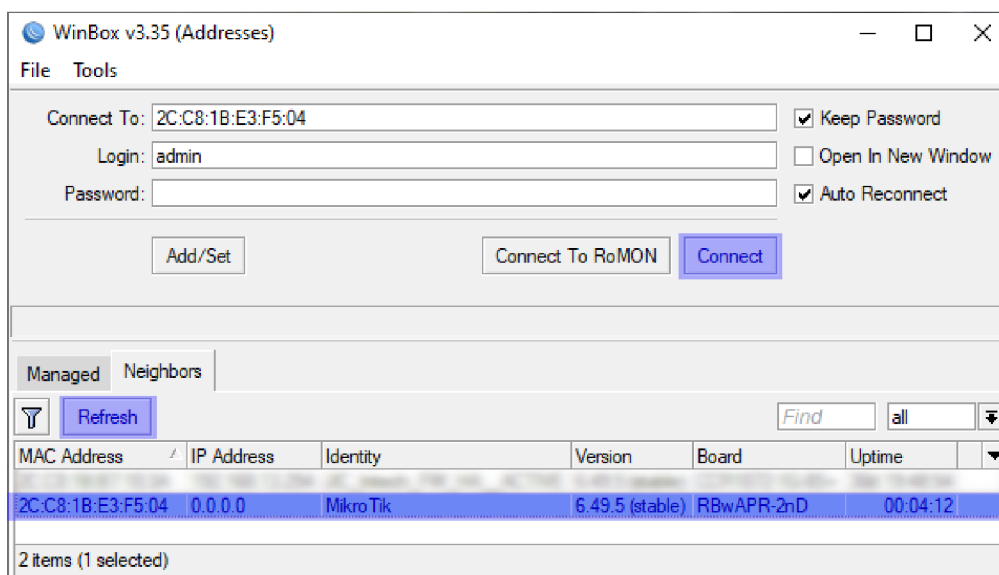 WinBox v3.35 (Addresses)
File Tools
Connect To: 2C:C8:1B:E3:F5:04
Keep Password
Login: admin
Open In New Window
Password:
Auto Reconnect
Add/Set Connect To RoMON Connect
Managed Neighbors
Refresh Find all
MAC Address IP Address Identity Version Board Uptime
2C:C8:1B:E3:F5:04 0.0.0.0 MikroTik 6.49.5 (stable) RBwAPR-2nD 00:04:12
2 items (1 selected)